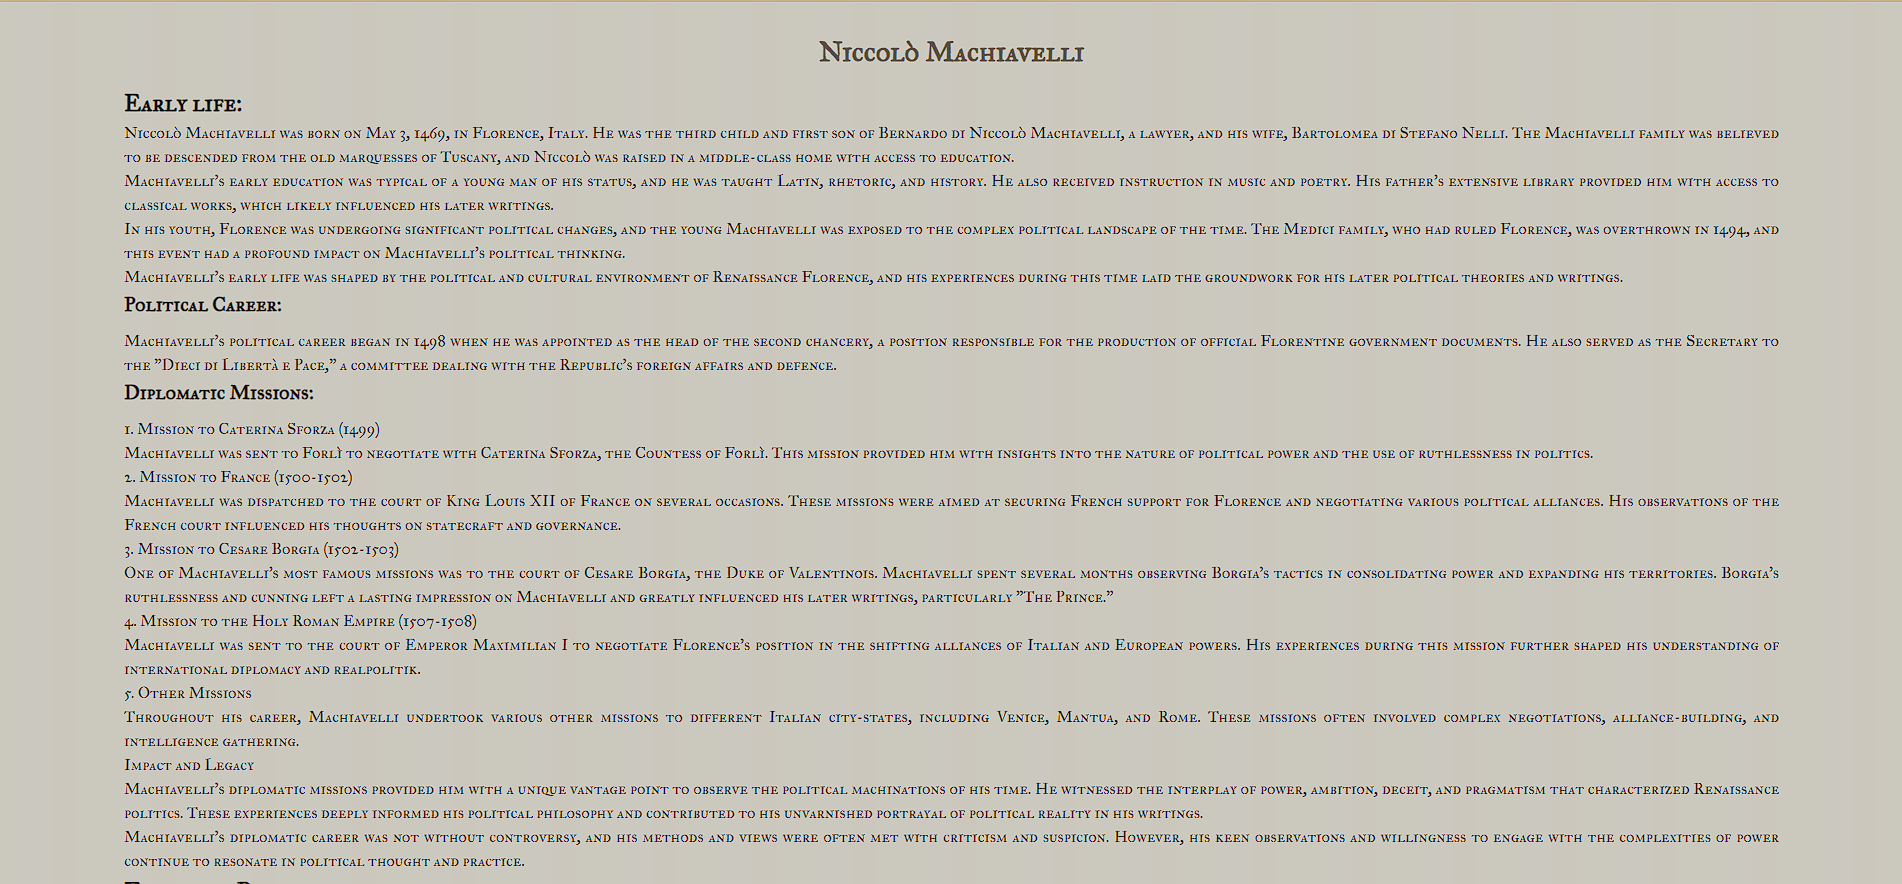 Niccolò Machiavelli
Early life:
Niccolò Machiavelli was born on May 3, 1469, in Florence, Italy. He was the third child and first son of Bernardo di Niccolò Machiavelli, a lawyer, and his wife, Bartolomea di Stefano Nelli. The Machiavelli family was believed
to be descended from the old marquesses of Tuscany, and Niccolò was raised in a middle-class home with access to education.
Machiavelli's early education was typical of a young man of his status, and he was taught Latin, rhetoric, and history. He also received instruction in music and poetry. His father's extensive library provided him with access to
classical works, which likely influenced his later writings.
In his youth, Florence was undergoing significant political changes, and the young Machiavelli was exposed to the complex political landscape of the time. The Medici family, who had ruled Florence, was overthrown in 1494, and
this event had a profound impact on Machiavelli's political thinking.
Machiavelli's early life was shaped by the political and cultural environment of Renaissance Florence, and his experiences during this time laid the groundwork for his later political theories and writings.
Political Career:
Machiavelli's political career began in 1498 when he was appointed as the head of the second chancery, a position responsible for the production of official Florentine government documents. He also served as the Secretary to
the "Dieci di Libertà e Pace," a committee dealing with the Republic's foreign affairs and defence.
Diplomatic Missions:
1. Mission to Caterina Sforza (1499)
Machiavelli was sent to Forlì to negotiate with Caterina Sforza, the Countess of Forlì. This mission provided him with insights into the nature of political power and the use of ruthlessness in politics.
2. Mission to France (1500-1502)
Machiavelli was dispatched to the court of King Louis XII of France on several occasions. These missions were aimed at securing French support for Florence and negotiating various political alliances. His observations of the
French court influenced his thoughts on statecraft and governance.
3. Mission to Cesare Borgia (1502-1503)
One of Machiavelli's most famous missions was to the court of Cesare Borgia, the Duke of Valentinois. Machiavelli spent several months observing Borgia's tactics in consolidating power and expanding his territories. Borgia's
ruthlessness and cunning left a lasting impression on Machiavelli and greatly influenced his later writings, particularly "The Prince."
4. Mission to the Holy Roman Empire (1507-1508)
Machiavelli was sent to the court of Emperor Maximilian I to negotiate Florence's position in the shifting alliances of Italian and European powers. His experiences during this mission further shaped his understanding of
international diplomacy and realpolitik.
5. Other Missions
Throughout his career, Machiavelli undertook various other missions to different Italian city-states, including Venice, Mantua, and Rome. These missions often involved complex negotiations, alliance-building, and
intelligence gathering.
Impact and Legacy
Machiavelli's diplomatic missions provided him with a unique vantage point to observe the political machinations of his time. He witnessed the interplay of power, ambition, deceit, and pragmatism that characterized Renaissance
politics. These experiences deeply informed his political philosophy and contributed to his unvarnished portrayal of political reality in his writings.
Machiavelli's diplomatic career was not without controversy, and his methods and views were often met with criticism and suspicion. However, his keen observations and willingness to engage with the complexities of power
continue to resonate in political thought and practice.